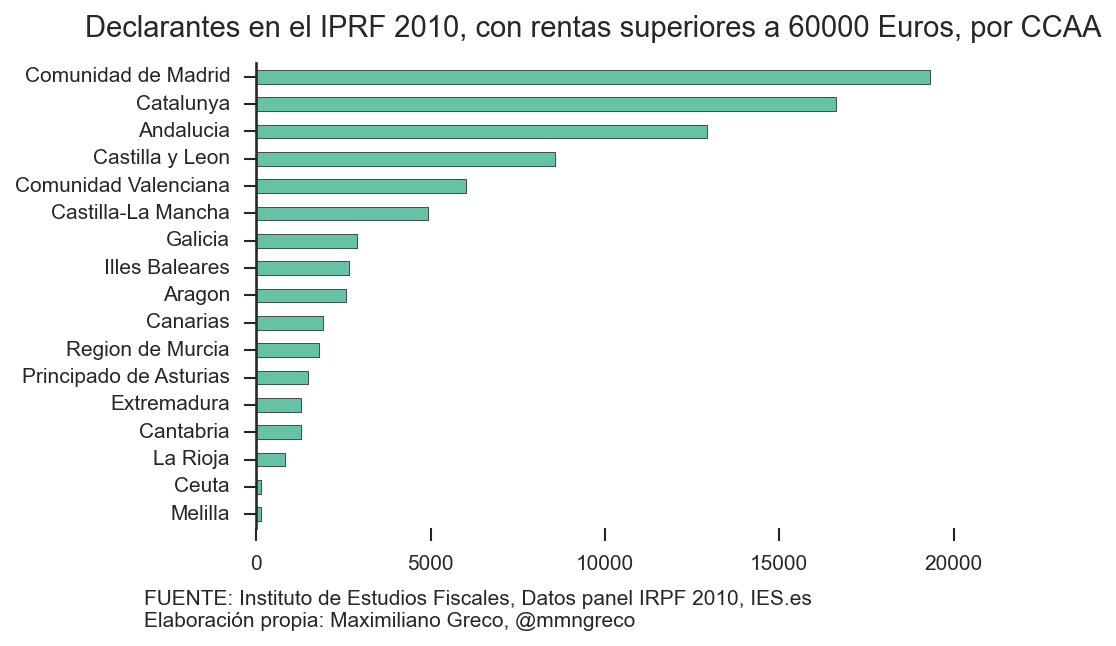 Declarantes en el IPRF 2010, con rentas superiores a 60000 Euros, por CCAA
Comunidad de Madrid
Catalunya
Andalucia
Castilla y Leon
Comunidad Valenciana
Castilla-La Mancha
Galicia
Illes Baleares
Aragon
Canarias
Region de Murcia
Principado de Asturias
Extremadura
Cantabria
La Rioja
Ceuta
Melilla
0 5000 10000 15000 20000
FUENTE: Instituto de Estudios Fiscales, Datos panel IRPF 2010, IES.es
Elaboración propia: Maximiliano Greco, @mmngreco